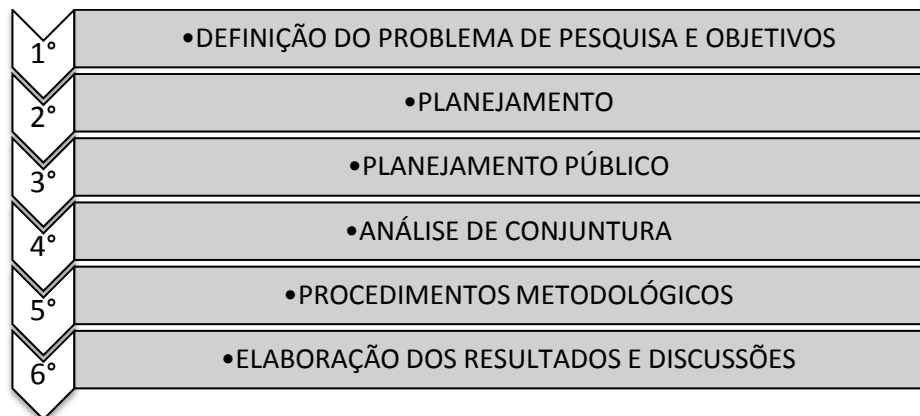 1° •DEFINIÇÃO DO PROBLEMA DE PESQUISA E OBJETIVOS
2° •PLANEJAMENTO
3° •PLANEJAMENTO PÚBLICO
4° •ANÁLISE DE CONJUNTURA
5° •PROCEDIMENTOS METODOLÓGICOS
6° •ELABORAÇÃO DOS RESULTADOS E DISCUSSÕES